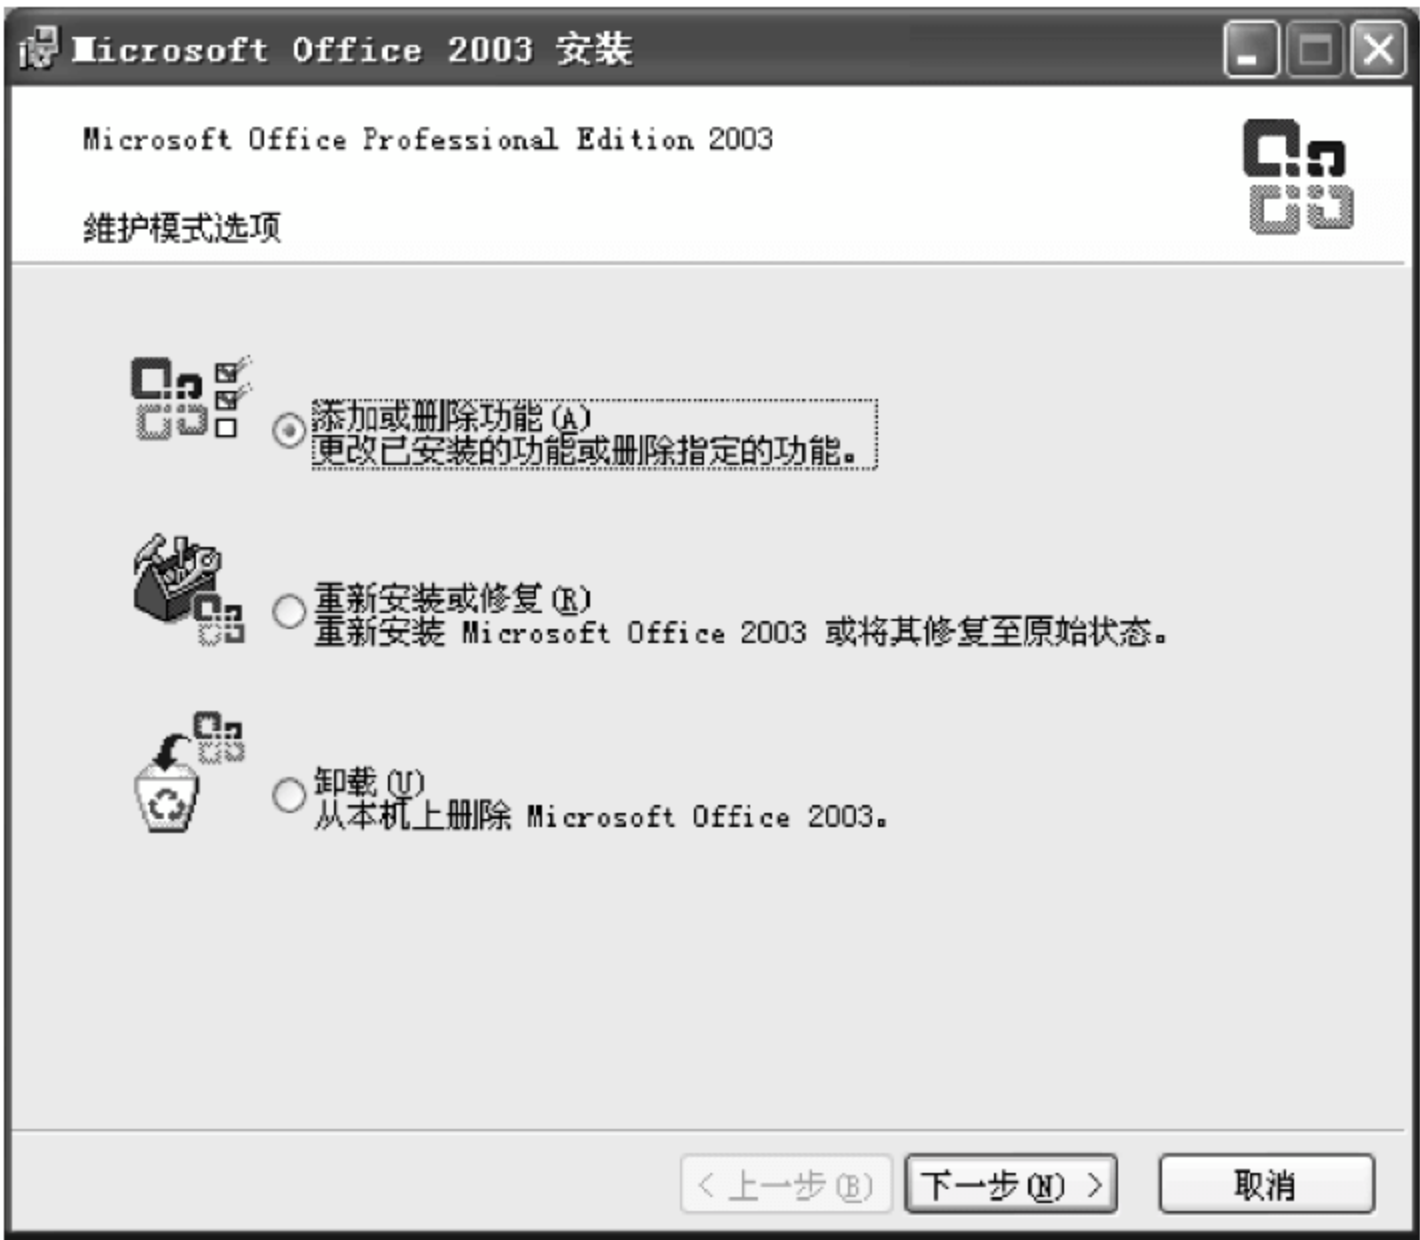 Microsoft Office 2003 安装
Microsoft Office Professional Edition 2003
维护模式选项
添加或删除功能(A)
更改已安装的功能或删除指定的功能。
重新安装或修复(R)
重新安装 Microsoft Office 2003 或将其修复至原始状态。
卸载(U)
从本机上删除 Microsoft Office 2003。
< 上一步(B) 下一步(N) > 取消